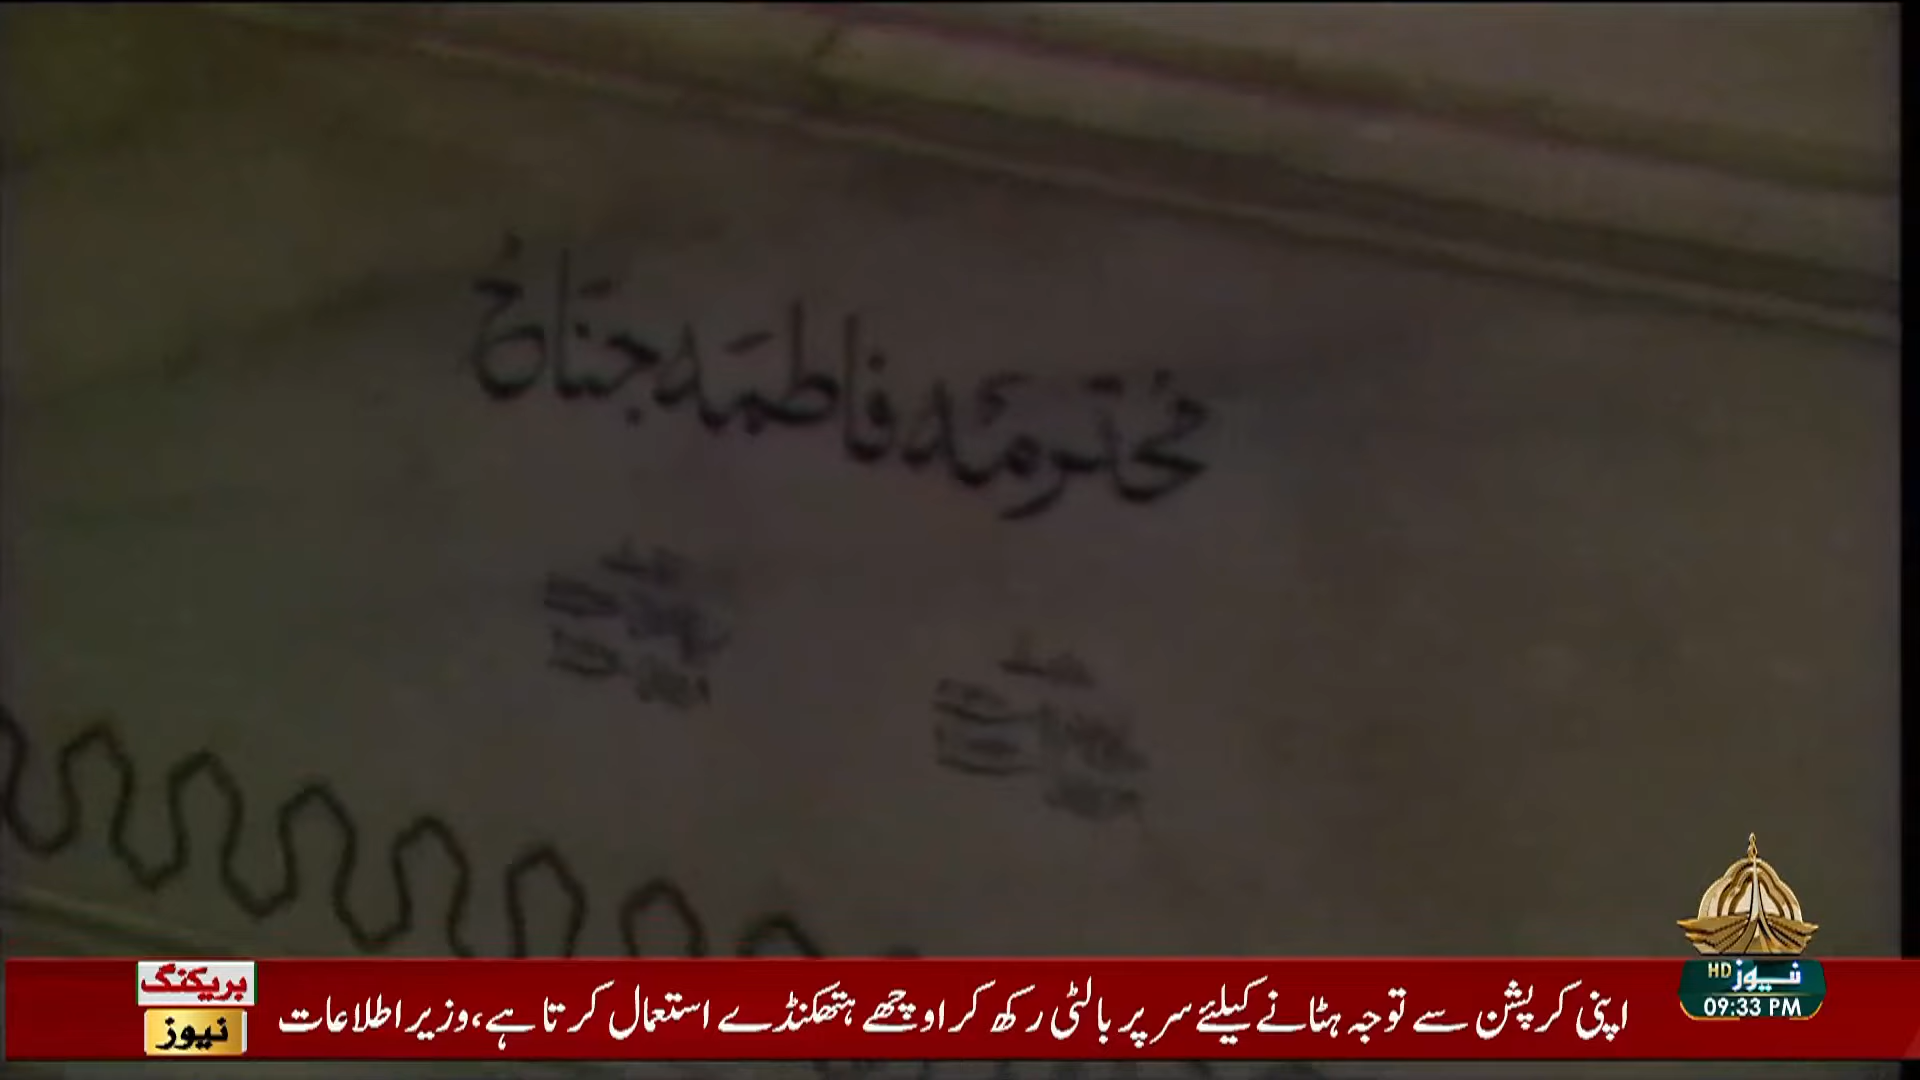 محترمہ فاطمہ جناح
نیوز HD
09:33 PM
بریکنگ
نیوز
اپنی کرپشن سے توجہ ہٹانے کیلئے سر پر بالٹی رکھ کر اوچھے ہتھکنڈے استعمال کرتا ہے، وزیر اطلاعات